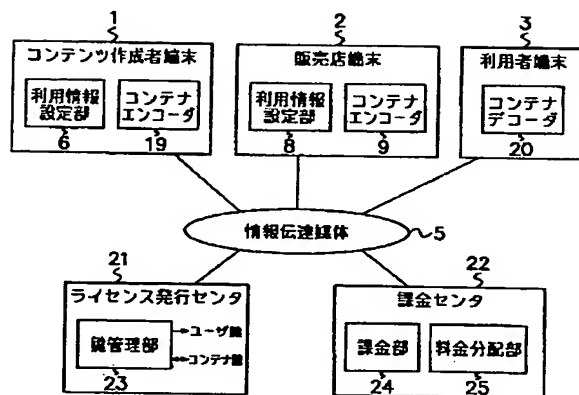 1
コンテンツ作成者端末
利用情報
設定部
6
コンテナ
エンコーダ
19
2
販売店端末
利用情報
設定部
8
コンテナ
エンコーダ
9
3
利用者端末
コンテナ
デコーダ
20
情報伝達媒体
5
21
ライセンス発行センタ
鍵管理部
23
ユーザ鍵
コンテナ鍵
22
課金センタ
課金部
24
料金分配部
25